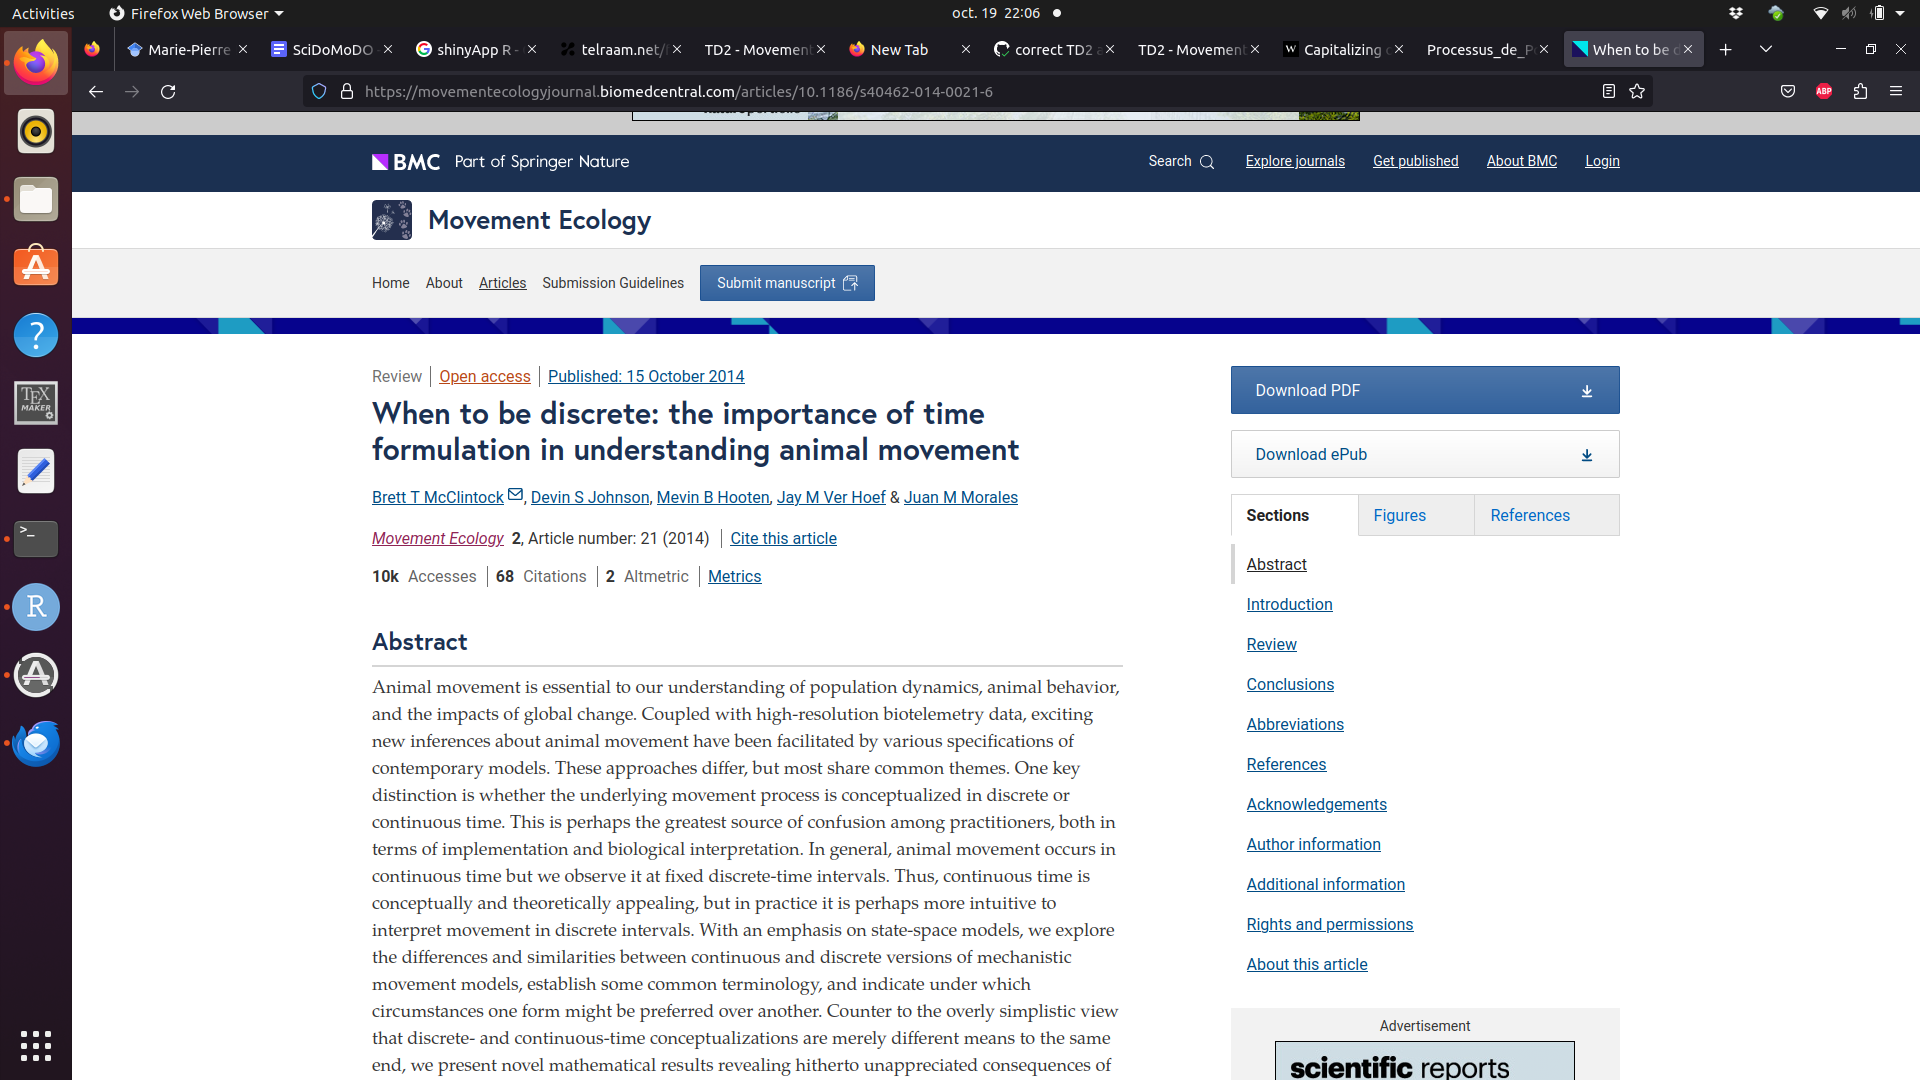 Activities
Firefox Web Browser
oct. 19 22:06
Marie-Pierre
SciDoMoDO
shinyApp R -
telraam.net/
TD2 - Movement
New Tab
correct TD2
TD2 - Movement
Capitalizing
Processus_de_P
When to be d
https://movementecologyjournal.biomedcentral.com/articles/10.1186/s40462-014-0021-6
ABP
BMC Part of Springer Nature
Search
Explore journals
Get published
About BMC
Login
Movement Ecology
Home
About
Articles
Submission Guidelines
Submit manuscript
Review
Open access
Published: 15 October 2014
When to be discrete: the importance of time
formulation in understanding animal movement
Brett T McClintock, Devin S Johnson, Mevin B Hooten, Jay M Ver Hoef & Juan M Morales
Movement Ecology 2, Article number: 21 (2014)
Cite this article
10k Accesses
68 Citations
2 Altmetric
Metrics
Abstract
Animal movement is essential to our understanding of population dynamics, animal behavior,
and the impacts of global change. Coupled with high-resolution biotelemetry data, exciting
new inferences about animal movement have been facilitated by various specifications of
contemporary models. These approaches differ, but most share common themes. One key
distinction is whether the underlying movement process is conceptualized in discrete or
continuous time. This is perhaps the greatest source of confusion among practitioners, both in
terms of implementation and biological interpretation. In general, animal movement occurs in
continuous time but we observe it at fixed discrete-time intervals. Thus, continuous time is
conceptually and theoretically appealing, but in practice it is perhaps more intuitive to
interpret movement in discrete intervals. With an emphasis on state-space models, we explore
the differences and similarities between continuous and discrete versions of mechanistic
movement models, establish some common terminology, and indicate under which
circumstances one form might be preferred over another. Counter to the overly simplistic view
that discrete- and continuous-time conceptualizations are merely different means to the same
end, we present novel mathematical results revealing hitherto unappreciated consequences of
Download PDF
Download ePub
Sections
Figures
References
Abstract
Introduction
Review
Conclusions
Abbreviations
References
Acknowledgements
Author information
Additional information
Rights and permissions
About this article
Advertisement
scientific reports
TEX
MAKER